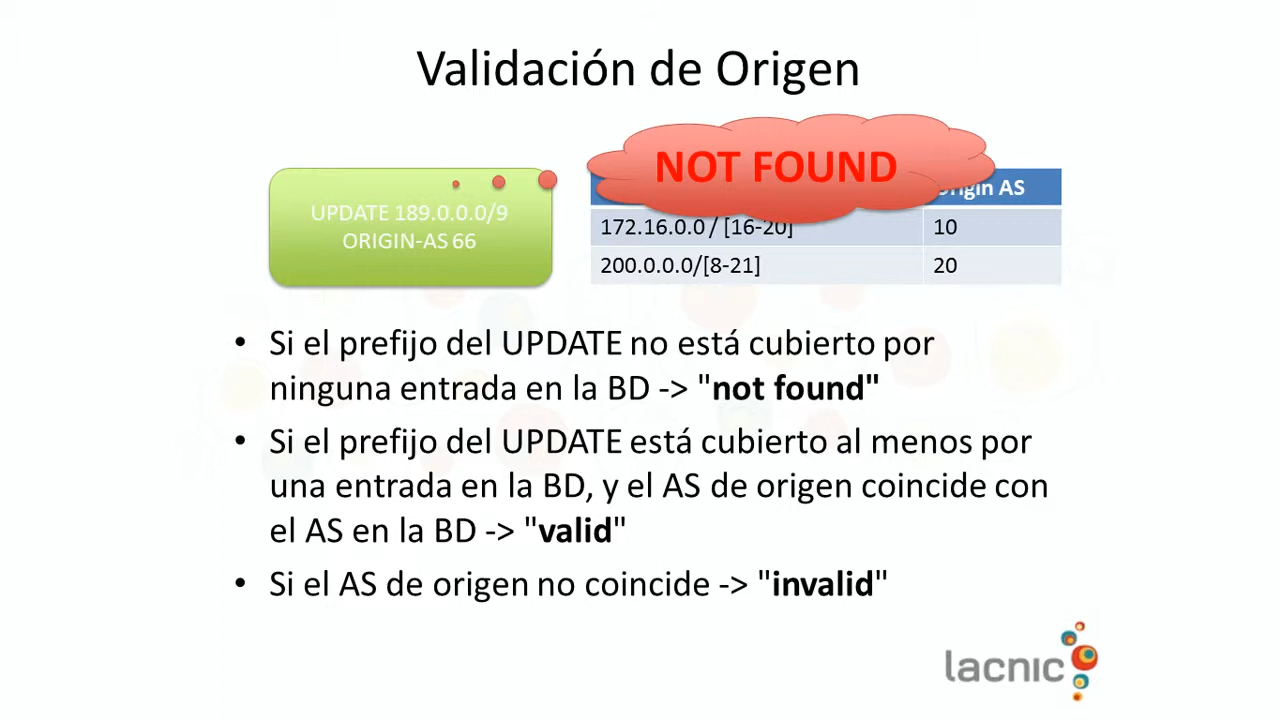 Validación de Origen
NOT FOUND
UPDATE 189.0.0.0/9
ORIGIN-AS 66
Origin AS
172.16.0.0 / [16-20]
10
200.0.0.0/[8-21]
20
• Si el prefijo del UPDATE no está cubierto por
ninguna entrada en la BD -> "not found"
• Si el prefijo del UPDATE está cubierto al menos por
una entrada en la BD, y el AS de origen coincide con
el AS en la BD -> "valid"
• Si el AS de origen no coincide -> "invalid"
lacnic